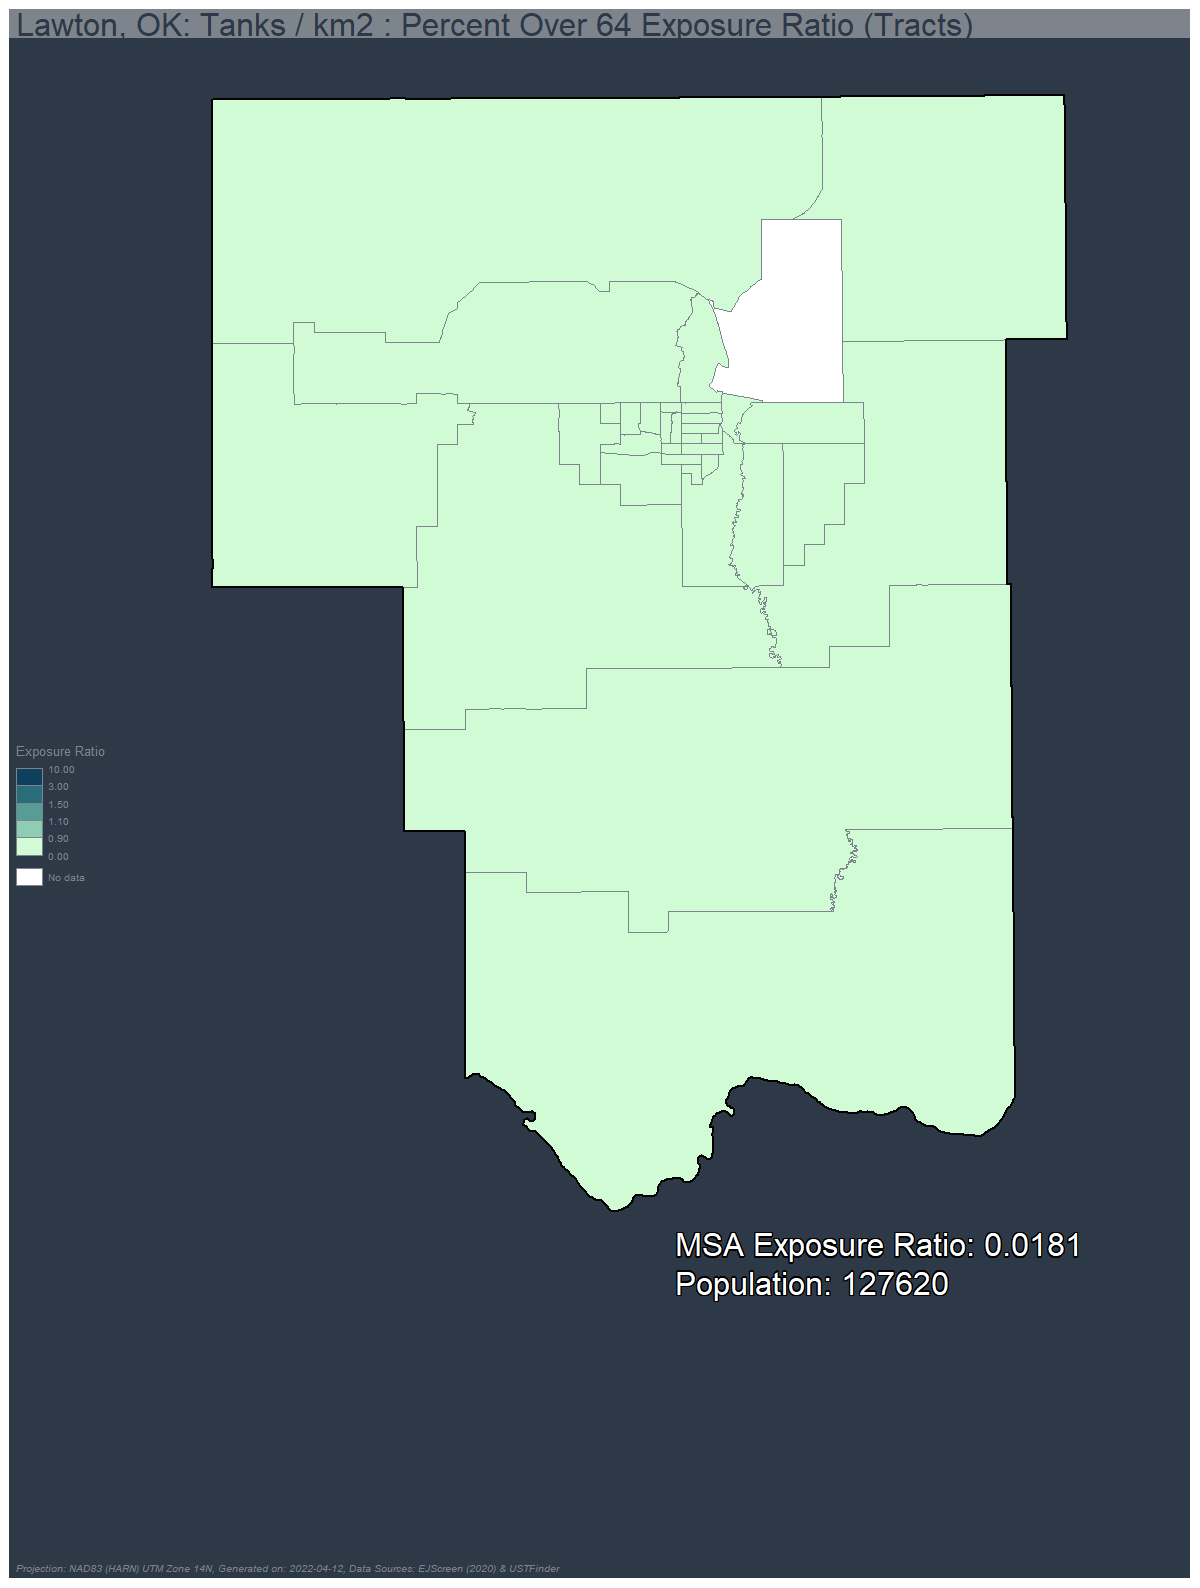 Lawton, OK: Tanks / km2 : Percent Over 64 Exposure Ratio (Tracts)
Exposure Ratio
10.00
3.00
1.50
1.10
0.90
0.00
No data
MSA Exposure Ratio: 0.0181
Population: 127620
Projection: NAD83 (HARN) UTM Zone 14N, Generated on: 2022-04-12, Data Sources: EJScreen (2020) & USTFinder